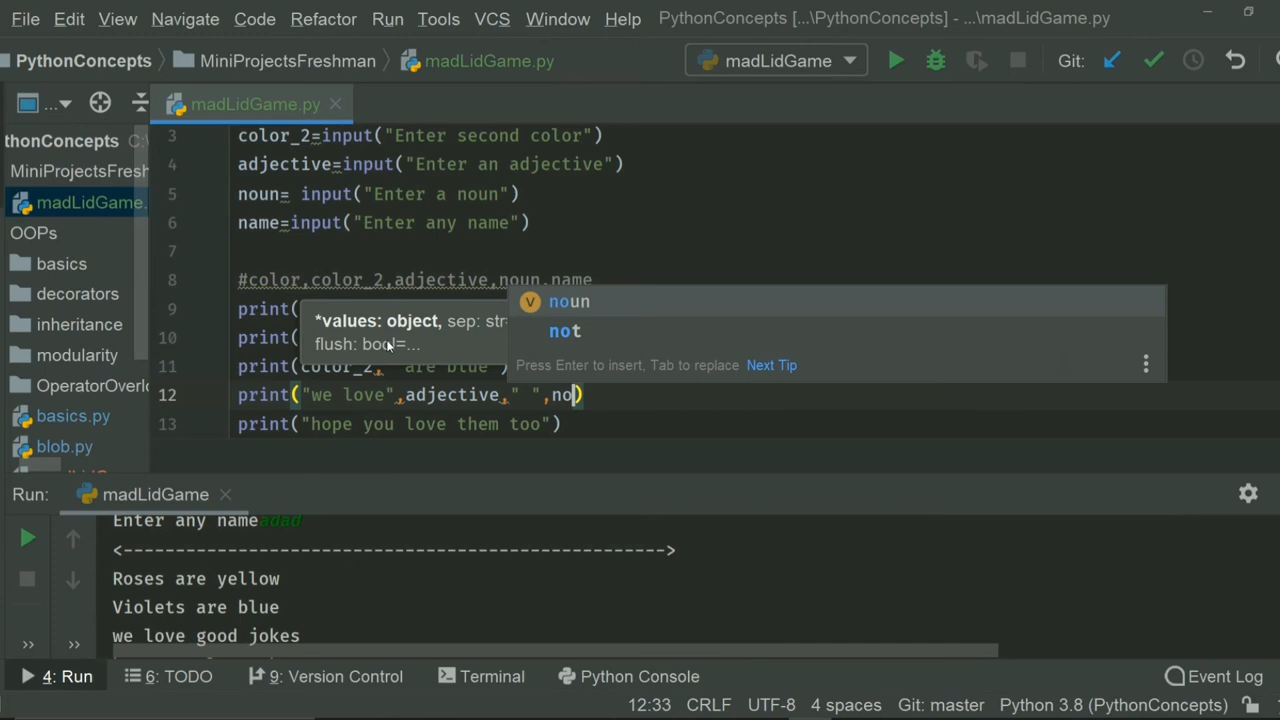 File Edit View Navigate Code Refactor Run Tools VCS Window Help PythonConcepts [...\PythonConcepts] - ...\madLidGame.py
PythonConcepts MiniProjectsFreshman madLidGame.py madLidGame Git:
... madLidGame.py
thonConcepts C:\
MiniProjectsFresh
madLidGame.
OOPs
basics
decorators
inheritance
modularity
OperatorOverlo
basics.py
blob.py
3 color_2=input("Enter second color")
4 adjective=input("Enter an adjective")
5 noun= input("Enter a noun")
6 name=input("Enter any name")
7
8 #color,color_2,adjective,noun,name
9 print(
10 print(
11 print(color_2, "are blue")
12 print("we love",adjective," ",no)
13 print("hope you love them too")
*values: object, sep: str
flush: bool=...
noun
not
Press Enter to insert, Tab to replace Next Tip
Run: madLidGame
Enter any nameadad
<---------------------------------------------------->
Roses are yellow
Violets are blue
we love good jokes
4: Run 6: TODO 9: Version Control Terminal Python Console Event Log
12:33 CRLF UTF-8 4 spaces Git: master Python 3.8 (PythonConcepts)